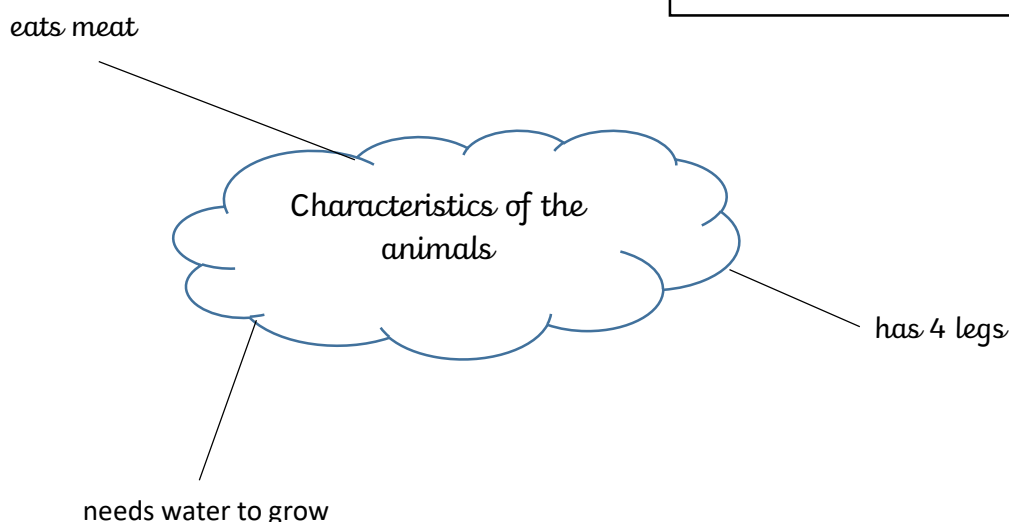 eats meat
Characteristics of the
animals
has 4 legs
needs water to grow